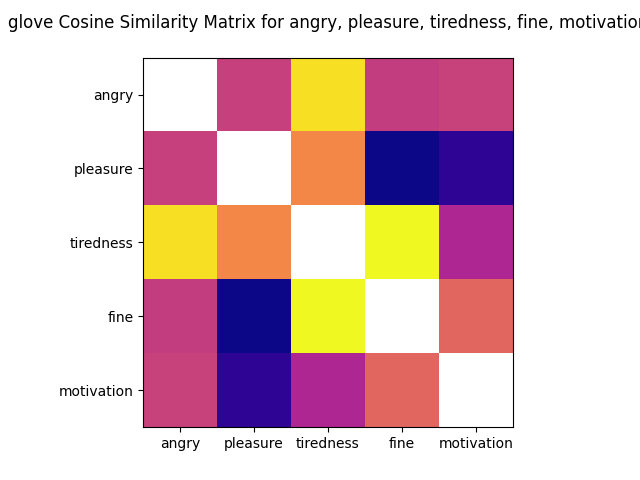 glove Cosine Similarity Matrix for angry, pleasure, tiredness, fine, motivation
angry
pleasure
tiredness
fine
motivation
angry pleasure tiredness fine motivation